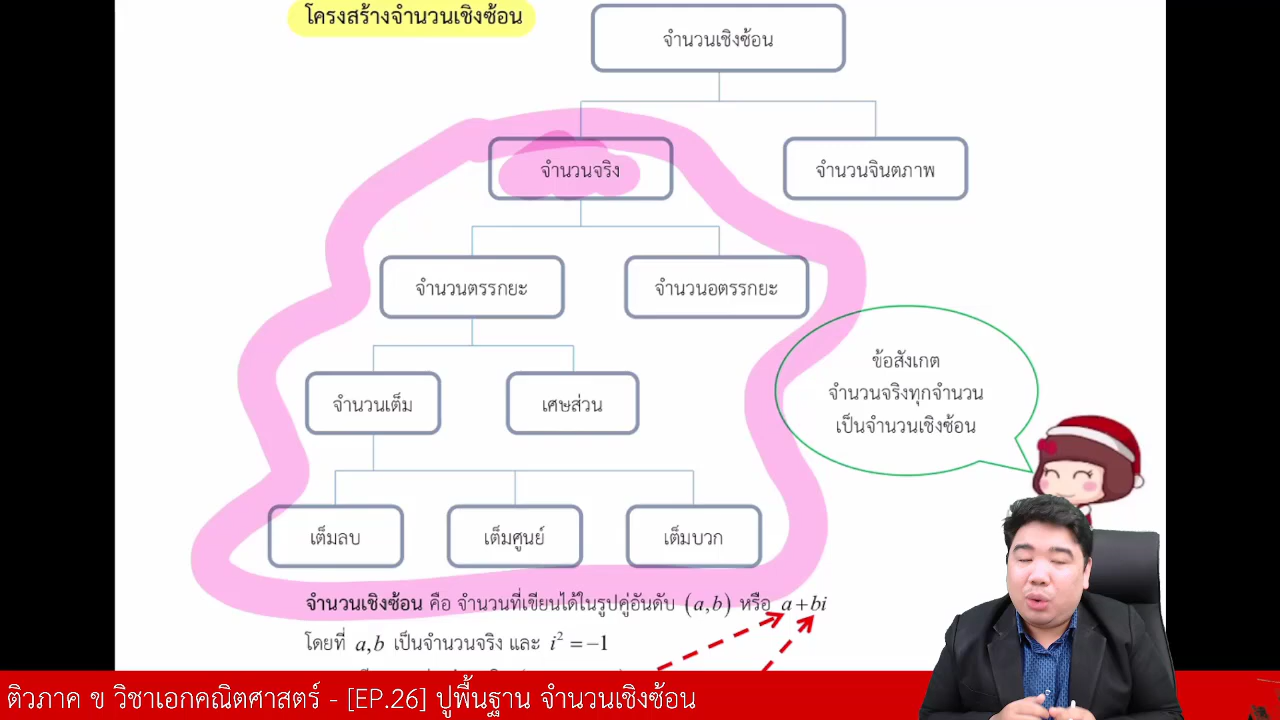 โครงสร้างจำนวนเชิงซ้อน
จำนวนเชิงซ้อน
จำนวนจริง
จำนวนจินตภาพ
จำนวนตรรกยะ
จำนวนอตรรกยะ
จำนวนเต็ม
เศษส่วน
ข้อสังเกต
จำนวนจริงทุกจำนวน
เป็นจำนวนเชิงซ้อน
เต็มลบ
เต็มศูนย์
เต็มบวก
จำนวนเชิงซ้อน คือ จำนวนที่เขียนได้ในรูปคู่อันดับ (a,b) หรือ a+bi
โดยที่ a,b เป็นจำนวนจริง และ i² = −1
ติวภาค ข วิชาเอกคณิตศาสตร์ - [EP.26] ปูพื้นฐาน จำนวนเชิงซ้อน